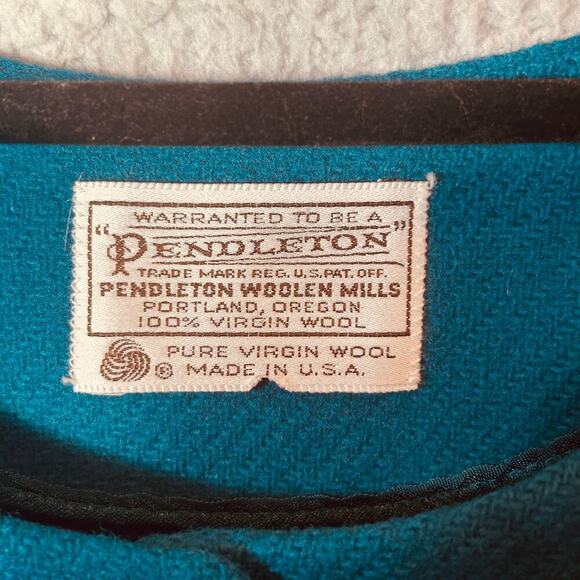 WARRANTED TO BE A
"PENDLETON"
TRADE MARK REG. U.S. PAT. OFF.
PENDLETON WOOLEN MILLS
PORTLAND, OREGON
100% VIRGIN WOOL
® PURE VIRGIN WOOL
MADE IN U.S.A.